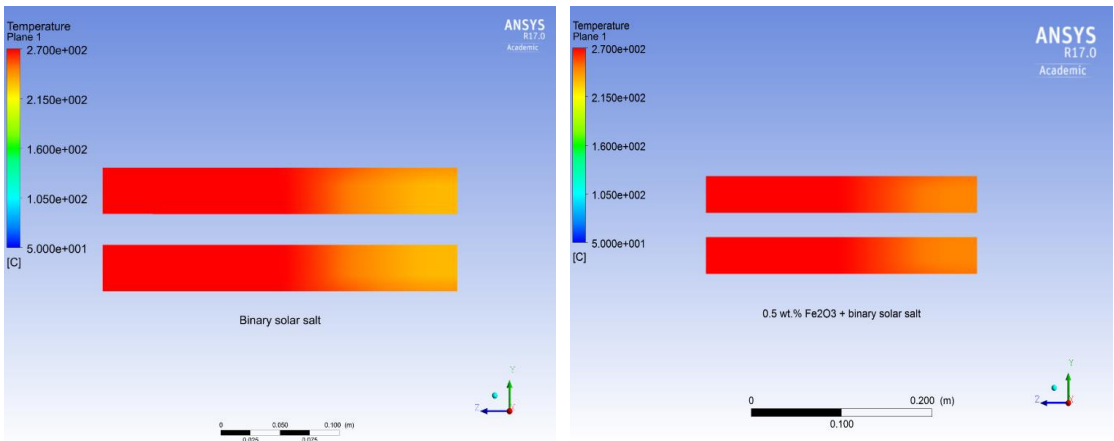 Temperature
Plane 1
2.700e+002
2.150e+002
1.600e+002
1.050e+002
5.000e+001
[C]
ANSYS
R17.0
Academic
Binary solar salt
0 0.050 0.100 (m)
0.025 0.075
Y
Z
Temperature
Plane 1
2.700e+002
2.150e+002
1.600e+002
1.050e+002
5.000e+001
[C]
ANSYS
R17.0
Academic
0.5 wt.% Fe2O3 + binary solar salt
0 0.200 (m)
0.100
Y
Z